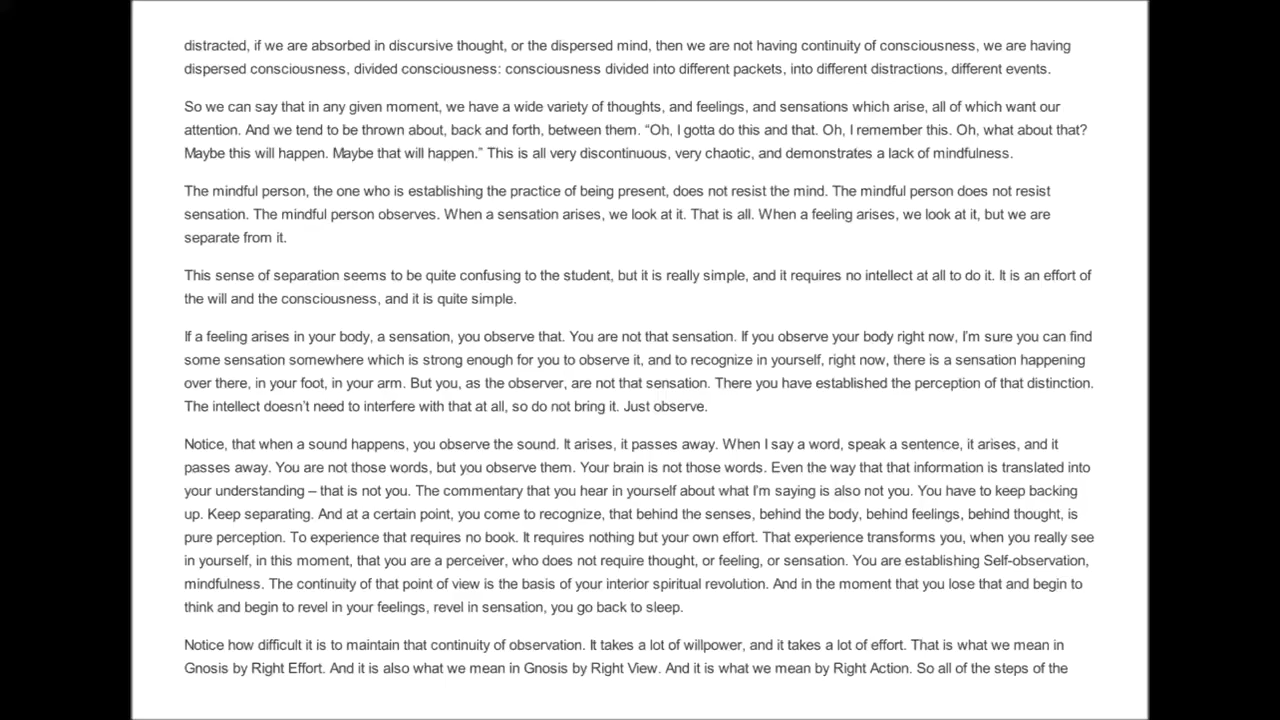 distracted, if we are absorbed in discursive thought, or the dispersed mind, then we are not having continuity of consciousness, we are having
dispersed consciousness, divided consciousness: consciousness divided into different packets, into different distractions, different events.
So we can say that in any given moment, we have a wide variety of thoughts, and feelings, and sensations which arise, all of which want our
attention. And we tend to be thrown about, back and forth, between them. “Oh, I gotta do this and that. Oh, I remember this. Oh, what about that?
Maybe this will happen. Maybe that will happen.” This is all very discontinuous, very chaotic, and demonstrates a lack of mindfulness.
The mindful person, the one who is establishing the practice of being present, does not resist the mind. The mindful person does not resist
sensation. The mindful person observes. When a sensation arises, we look at it. That is all. When a feeling arises, we look at it, but we are
separate from it.
This sense of separation seems to be quite confusing to the student, but it is really simple, and it requires no intellect at all to do it. It is an effort of
the will and the consciousness, and it is quite simple.
If a feeling arises in your body, a sensation, you observe that. You are not that sensation. If you observe your body right now, I’m sure you can find
some sensation somewhere which is strong enough for you to observe it, and to recognize in yourself, right now, there is a sensation happening
over there, in your foot, in your arm. But you, as the observer, are not that sensation. There you have established the perception of that distinction.
The intellect doesn’t need to interfere with that at all, so do not bring it. Just observe.
Notice, that when a sound happens, you observe the sound. It arises, it passes away. When I say a word, speak a sentence, it arises, and it
passes away. You are not those words, but you observe them. Your brain is not those words. Even the way that that information is translated into
your understanding – that is not you. The commentary that you hear in yourself about what I’m saying is also not you. You have to keep backing
up. Keep separating. And at a certain point, you come to recognize, that behind the senses, behind the body, behind feelings, behind thought, is
pure perception. To experience that requires no book. It requires nothing but your own effort. That experience transforms you, when you really see
in yourself, in this moment, that you are a perceiver, who does not require thought, or feeling, or sensation. You are establishing Self-observation,
mindfulness. The continuity of that point of view is the basis of your interior spiritual revolution. And in the moment that you lose that and begin to
think and begin to revel in your feelings, revel in sensation, you go back to sleep.
Notice how difficult it is to maintain that continuity of observation. It takes a lot of willpower, and it takes a lot of effort. That is what we mean in
Gnosis by Right Effort. And it is also what we mean in Gnosis by Right View. And it is what we mean by Right Action. So all of the steps of the